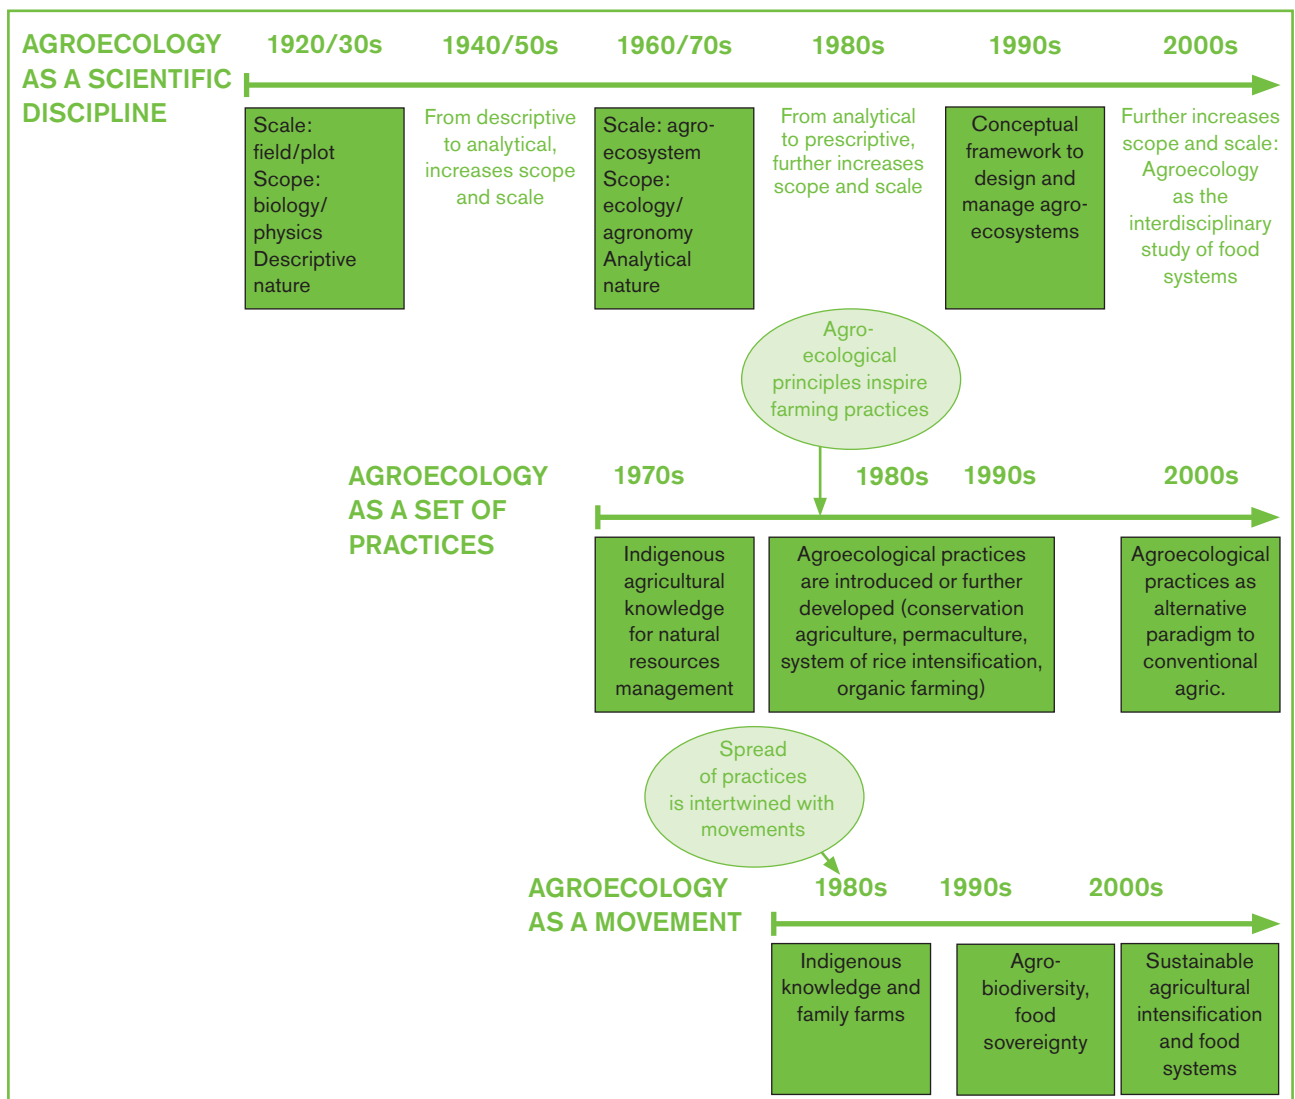 AGROECOLOGY
AS A SCIENTIFIC
DISCIPLINE
1920/30s
1940/50s
1960/70s
1980s
1990s
2000s
Scale:
field/plot
Scope:
biology/
physics
Descriptive
nature
From descriptive
to analytical,
increases scope
and scale
Scale: agro-
ecosystem
Scope:
ecology/
agronomy
Analytical
nature
From analytical
to prescriptive,
further increases
scope and scale
Conceptual
framework to
design and
manage agro-
ecosystems
Further increases
scope and scale:
Agroecology
as the
interdisciplinary
study of food
systems
Agro-
ecological
principles inspire
farming practices
AGROECOLOGY
AS A SET OF
PRACTICES
1970s
1980s
1990s
2000s
Indigenous
agricultural
knowledge
for natural
resources
management
Agroecological practices
are introduced or further
developed (conservation
agriculture, permaculture,
system of rice intensification,
organic farming)
Agroecological
practices as
alternative
paradigm to
conventional
agric.
Spread
of practices
is intertwined with
movements
AGROECOLOGY
AS A MOVEMENT
1980s
1990s
2000s
Indigenous
knowledge and
family farms
Agro-
biodiversity,
food
sovereignty
Sustainable
agricultural
intensification
and food
systems